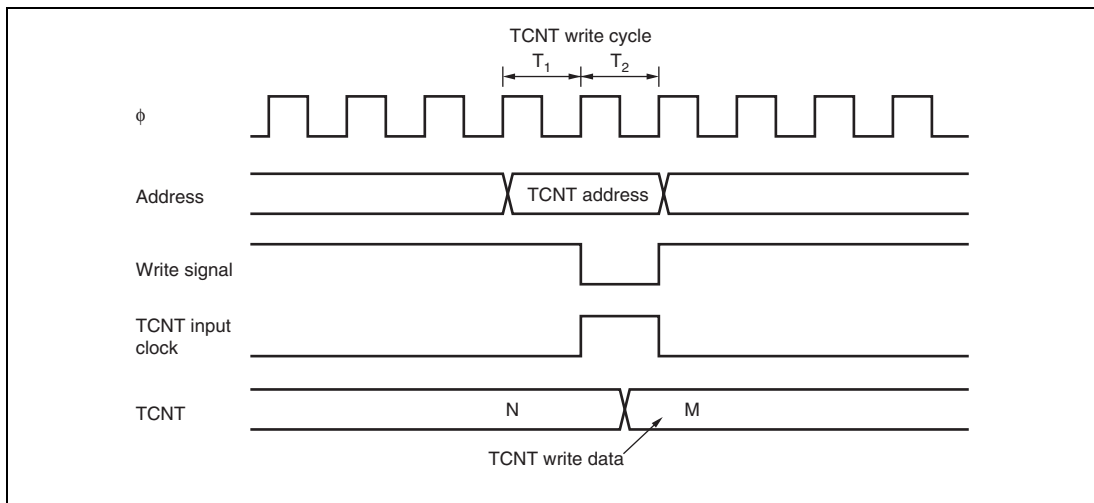 TCNT write cycle
T1 T2
ϕ
Address
TCNT address
Write signal
TCNT input
clock
TCNT
N M
TCNT write data